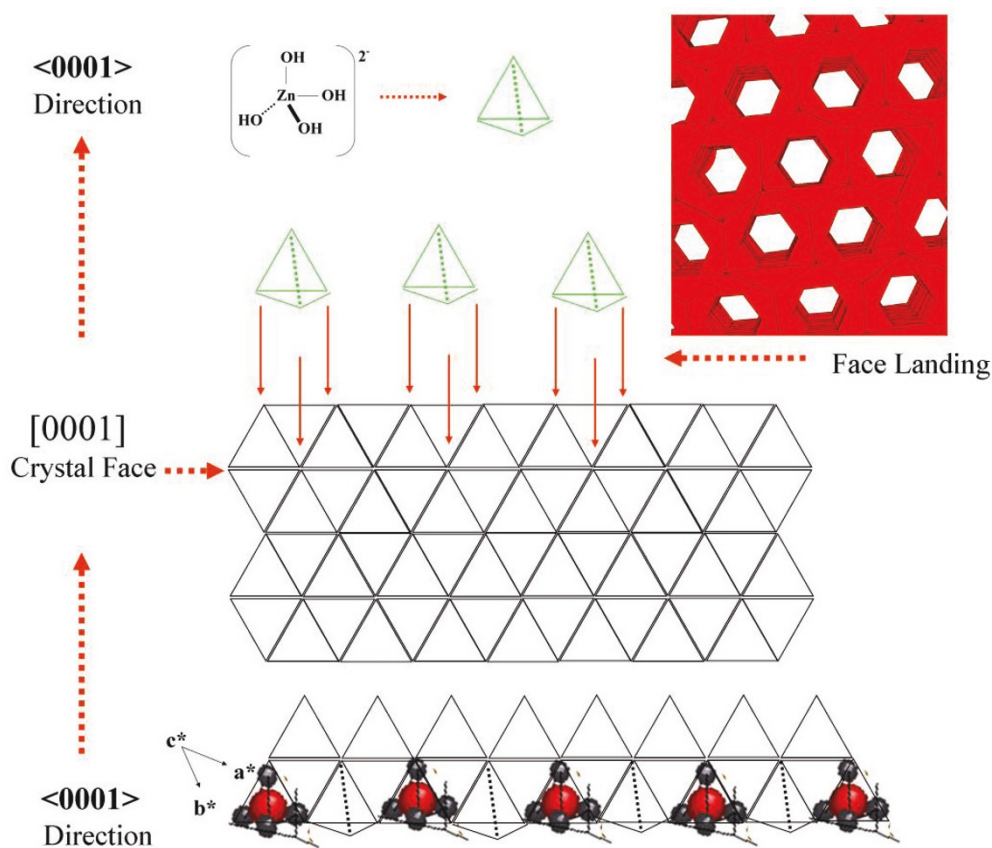 <0001>
Direction
OH
2-
Zn
OH
HO
OH
Face Landing
[0001]
Crystal Face
c*
a*
b*
<0001>
Direction